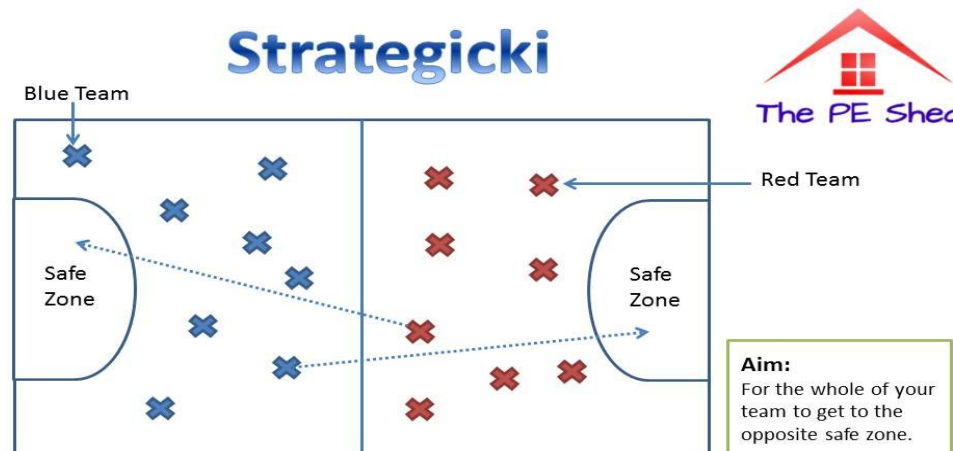 Strategicki
The PE Shed
Blue Team
Red Team
Safe
Zone
Safe
Zone
Aim:
For the whole of your
team to get to the
opposite safe zone.